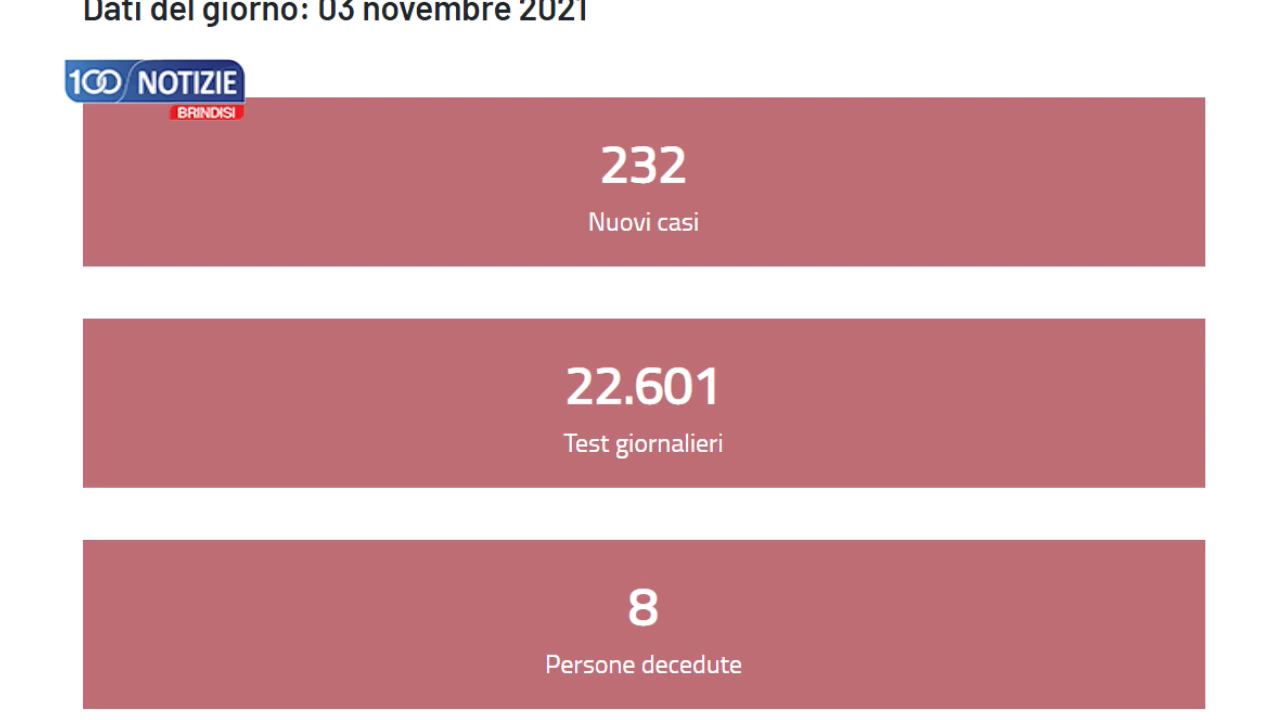 Dati del giorno: 03 novembre 2021
100 NOTIZIE
BRINDISI
232
Nuovi casi
22.601
Test giornalieri
8
Persone decedute